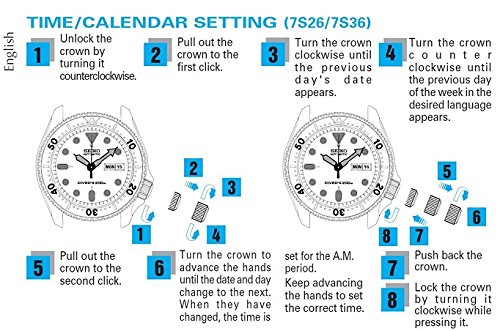 English
TIME/CALENDAR SETTING (7S26/7S36)
1
Unlock the
crown by
turning it
counterclockwise.
2
Pull out the
crown to the
first click.
3
Turn the crown
clockwise until
the previous
day's date
appears.
4
Turn the crown
counter
clockwise until
the previous day
of the week in the
desired language
appears.
10
20
30
40
50
SEIKO
AUTOMATIC
MON 15
DIVER'S 200m
2
3
1
4
10
20
30
40
50
SEIKO
AUTOMATIC
MON 15
DIVER'S 200m
5
6
8
7
5
Pull out the
crown to the
second click.
6
Turn the crown to
advance the hands
until the date and day
change to the next.
When they have
changed, the time is
set for the A.M.
period.
Keep advancing
the hands to set
the correct time.
7
Push back the
crown.
8
Lock the crown
by turning it
clockwise while
pressing it.